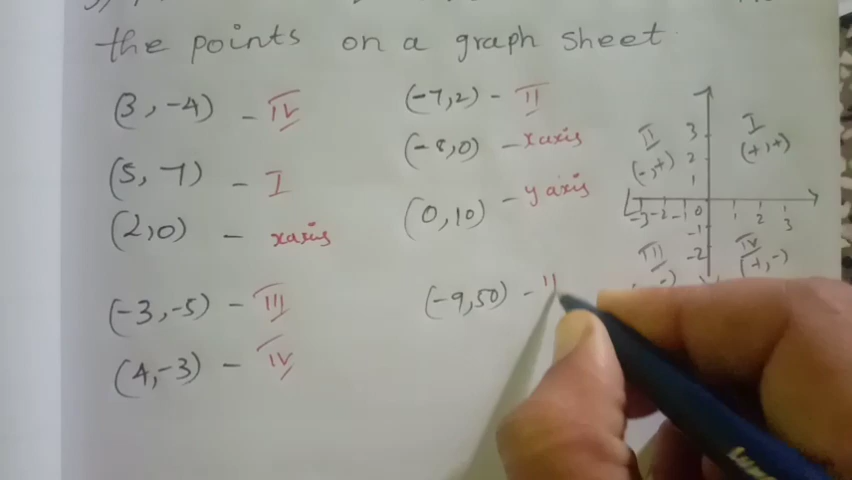 the points on a graph sheet.
(3, -4) - IV
(5, 7) - I
(2,0) - xaxis
(-3,-5) - III
(4,-3) - IV
(-7,2) - II
(-8,0) - xaxis
(0,10) - y axis
(-9,50) - II
II
(-,+)
I
(+,+)
3
2
1
-3 -2 -1 0 1 2 3
-1
-2
III
IV
(+,-)